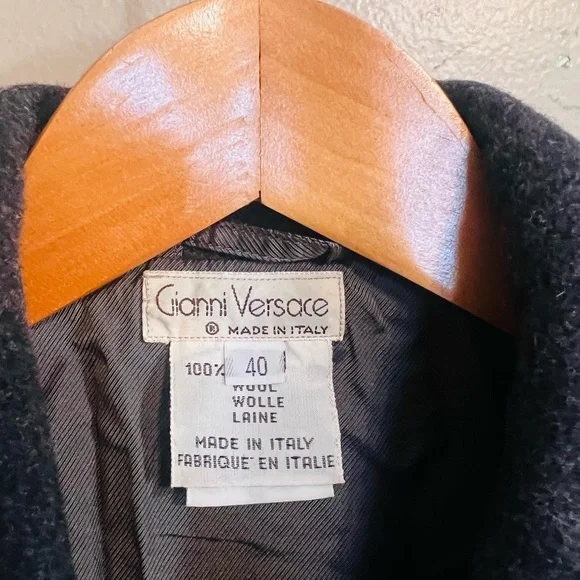 Gianni Versace
® MADE IN ITALY
100% 40
WOOL
WOLLE
LAINE
MADE IN ITALY
FABRIQUE EN ITALIE